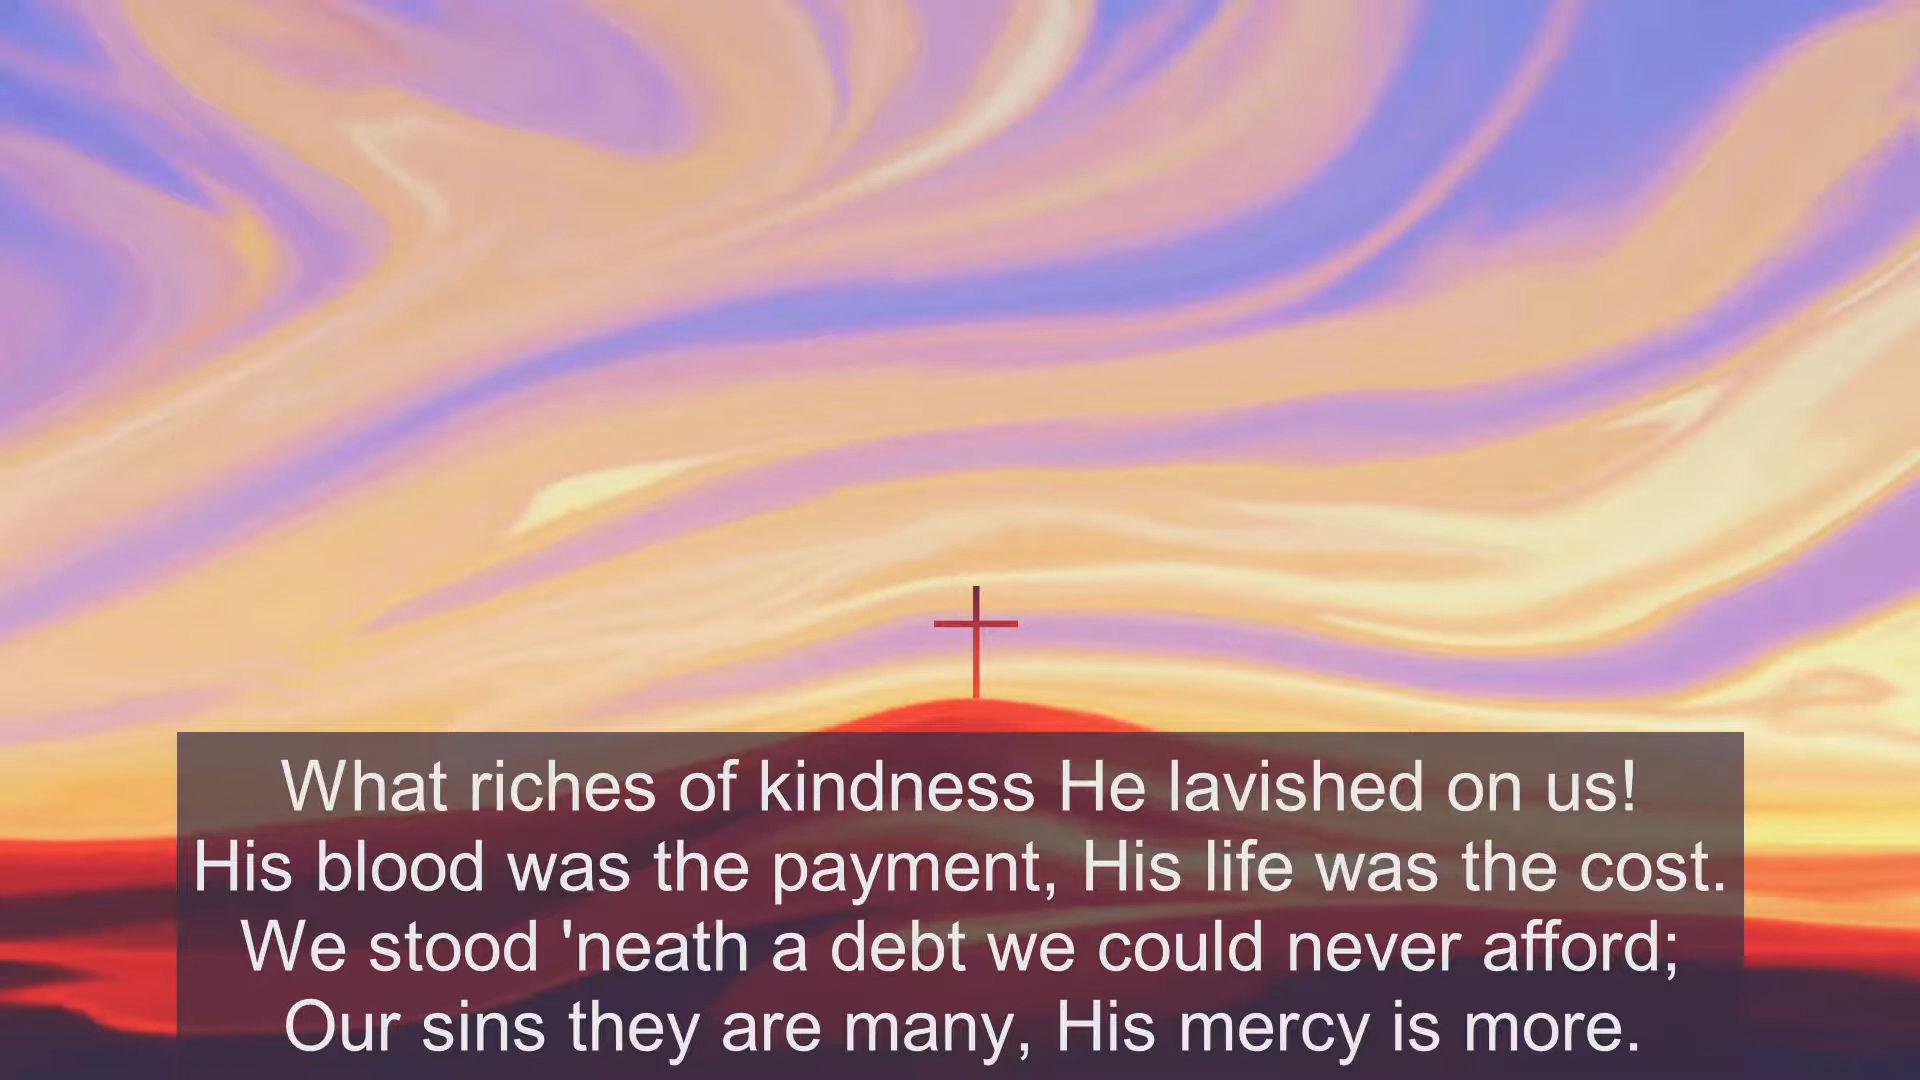 What riches of kindness He lavished on us!
His blood was the payment, His life was the cost.
We stood 'neath a debt we could never afford;
Our sins they are many, His mercy is more.